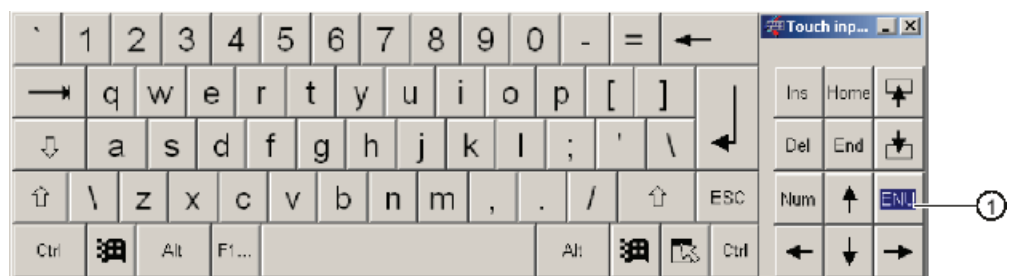 ` 1 2 3 4 5 6 7 8 9 0 - = Touch inp...
q w e r t y u i o p [ ] Ins Home
a s d f g h j k l ; ' \ Del End
\ z x c v b n m , . / ESC Num ENU 1
Ctrl Alt F1... Alt Ctrl